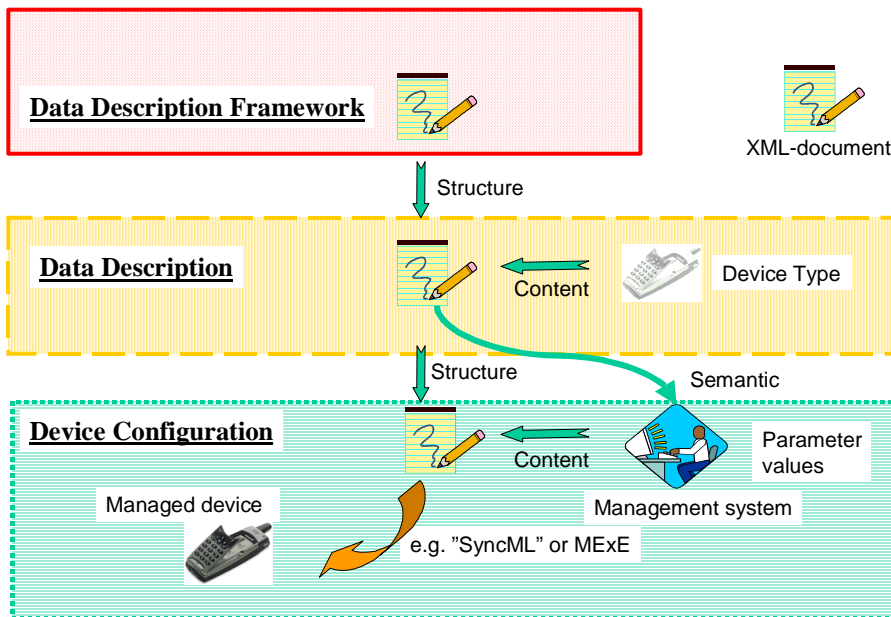 Data Description Framework
XML-document
Structure
Data Description
Content
Device Type
Structure
Semantic
Device Configuration
Content
Parameter
values
Managed device
Management system
e.g. ”SyncML” or MExE